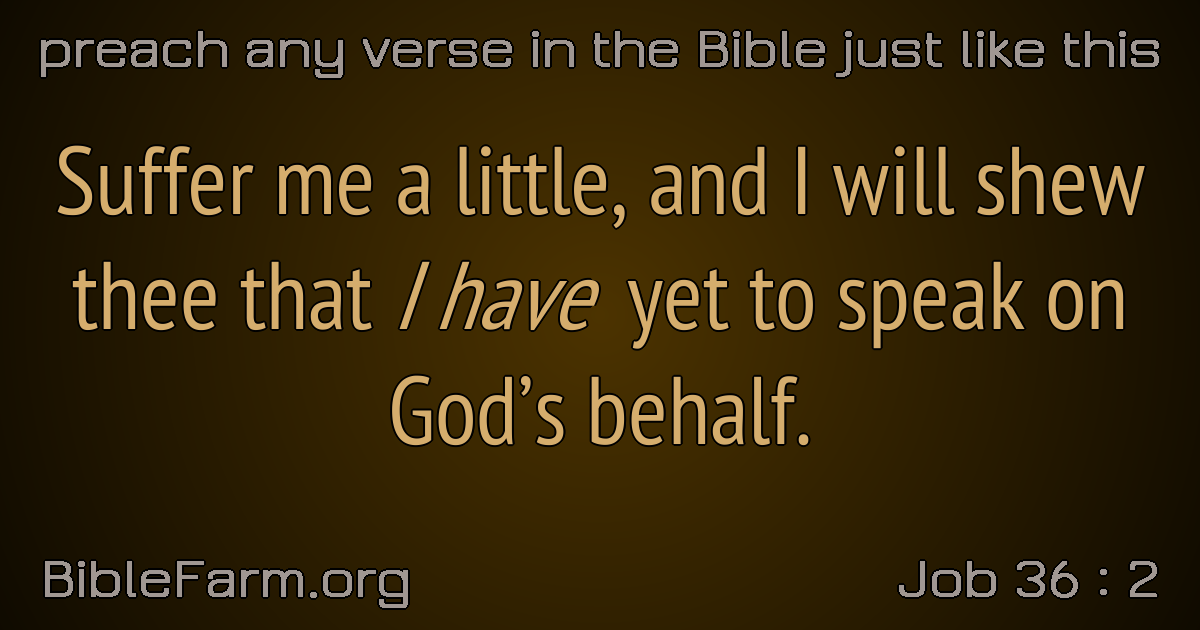 preach any verse in the Bible just like this
Suffer me a little, and I will shew
thee that I have yet to speak on
God’s behalf.
BibleFarm.org
Job 36 : 2